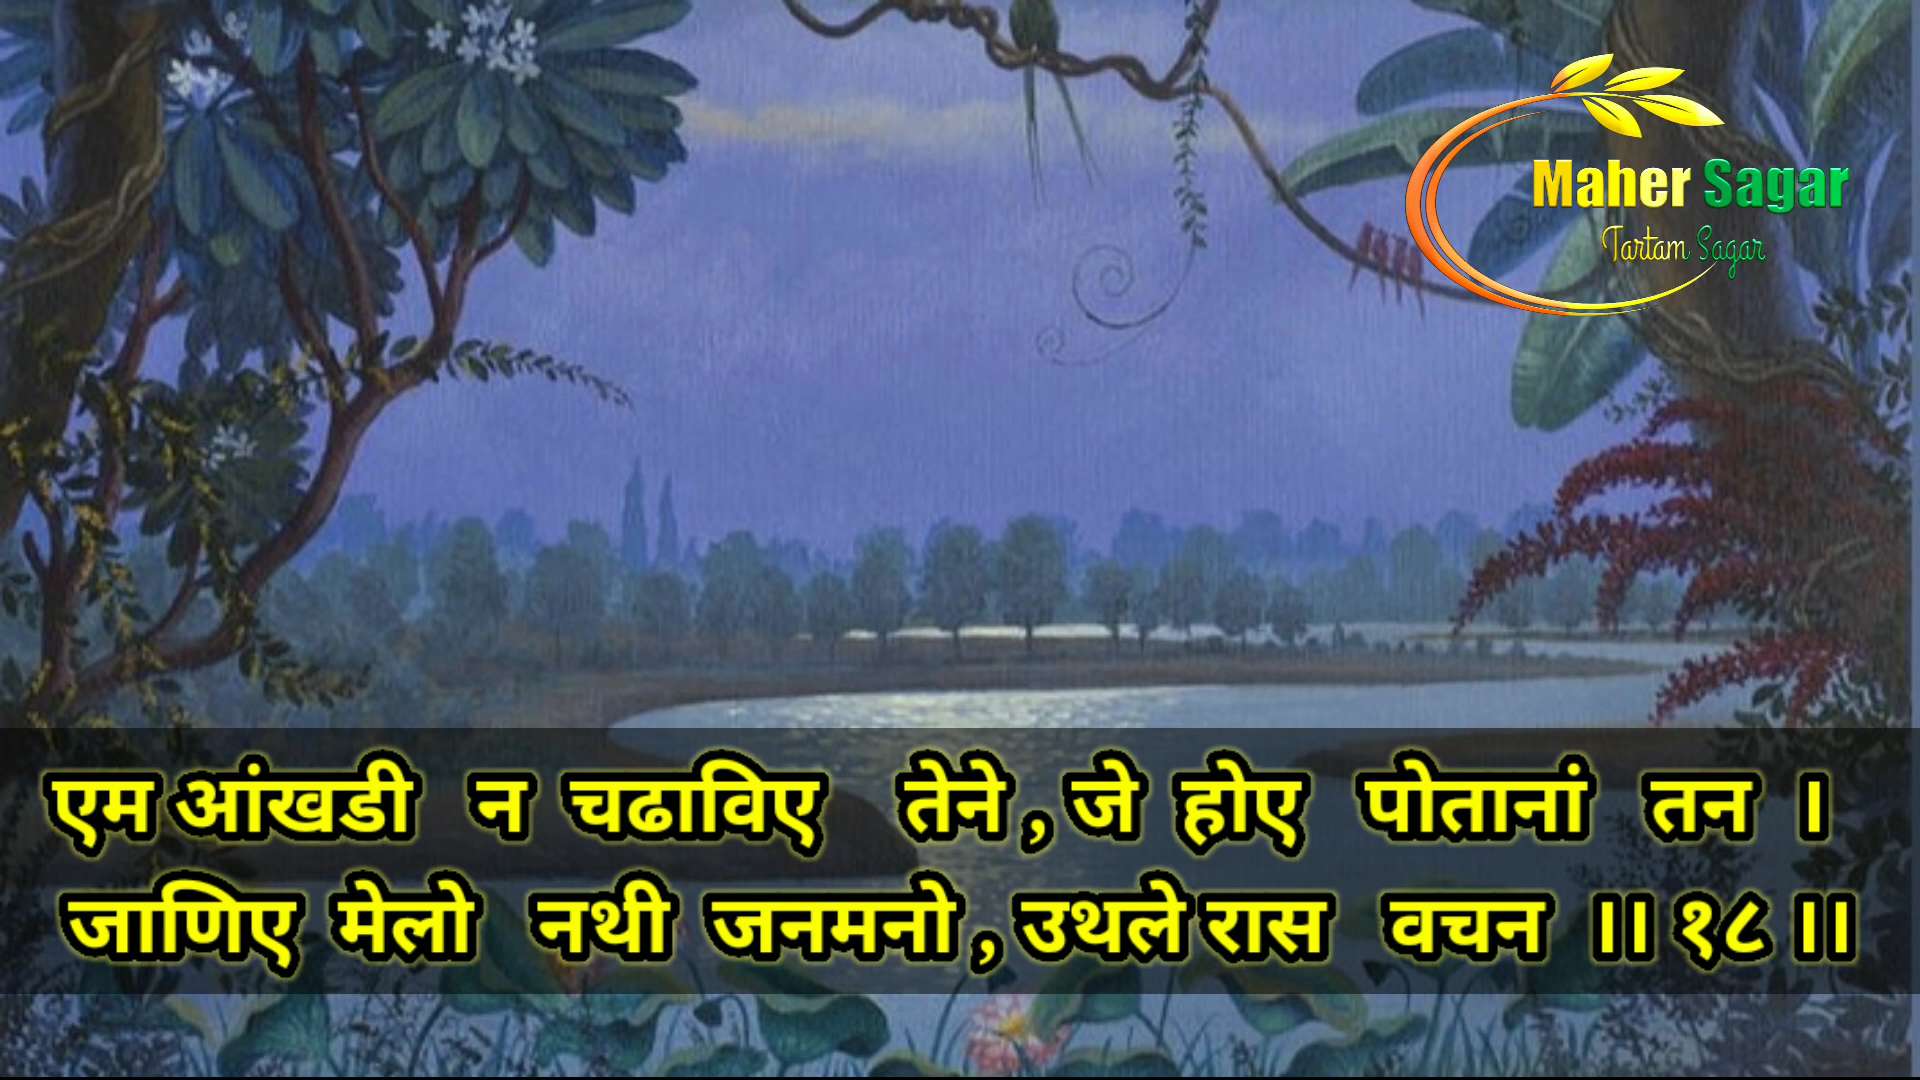 Maher Sagar
Tartam Sagar
एम आंखडी न चढाविए तेने, जे होए पोतानां तन ।
जाणिए मेलो नथी जनमनो, उथले रास वचन ।। १८ ।।